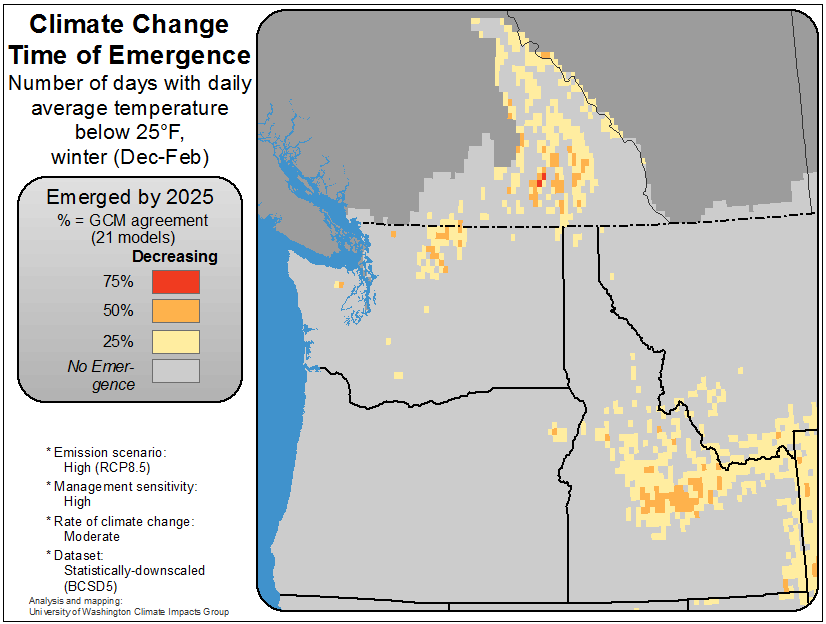 Climate Change
Time of Emergence
Number of days with daily
average temperature
below 25°F,
winter (Dec-Feb)
Emerged by 2025
% = GCM agreement
(21 models)
Decreasing
75%
50%
25%
No Emer-
gence
* Emission scenario:
High (RCP8.5)
* Management sensitivity:
High
* Rate of climate change:
Moderate
* Dataset:
Statistically-downscaled
(BCSD5)
Analysis and mapping:
University of Washington Climate Impacts Group